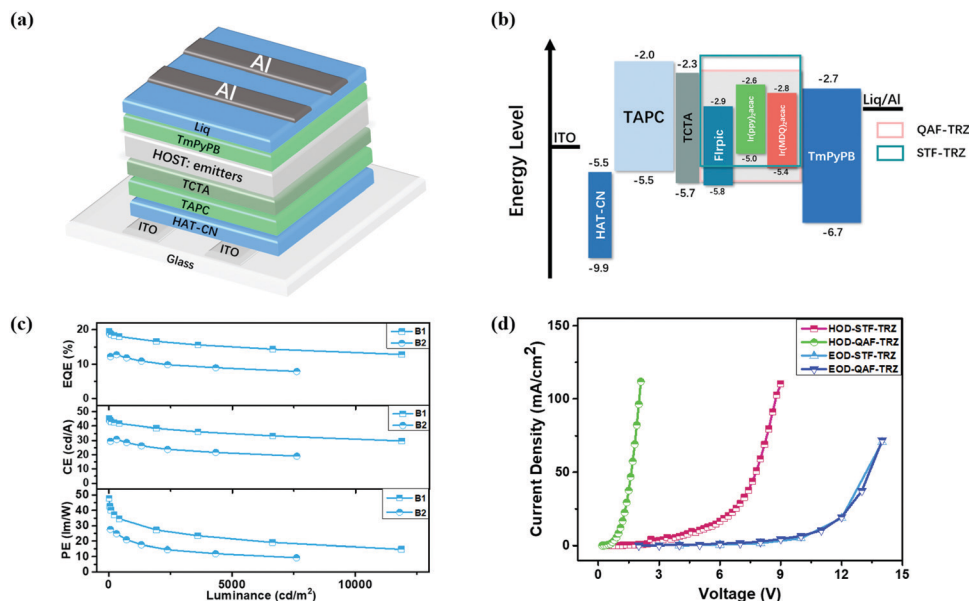 (a)
Al
Al
Liq
TmPyPB
HOST: emitters
TCTA
TAPC
HAT-CN
ITO
ITO
Glass
(b)
Energy Level
ITO
-5.5
HAT-CN
-9.9
-2.0
TAPC
-5.5
-2.3
TCTA
-5.7
-2.9
FIrpic
-5.8
-2.6
Ir(ppy)₂acac
-5.0
-2.8
Ir(MDQ)₂acac
-5.4
-2.7
TmPyPB
-6.7
Liq/Al
QAF-TRZ
STF-TRZ
(c)
EQE (%)
20
10
0
B1
B2
CE (cd/A)
50
40
30
20
10
0
B1
B2
PE (lm/W)
50
40
30
20
10
0
B1
B2
0 5000 10000
Luminance (cd/m²)
(d)
Current Density (mA/cm²)
150
100
50
0
HOD-STF-TRZ
HOD-QAF-TRZ
EOD-STF-TRZ
EOD-QAF-TRZ
0 3 6 9 12 15
Voltage (V)